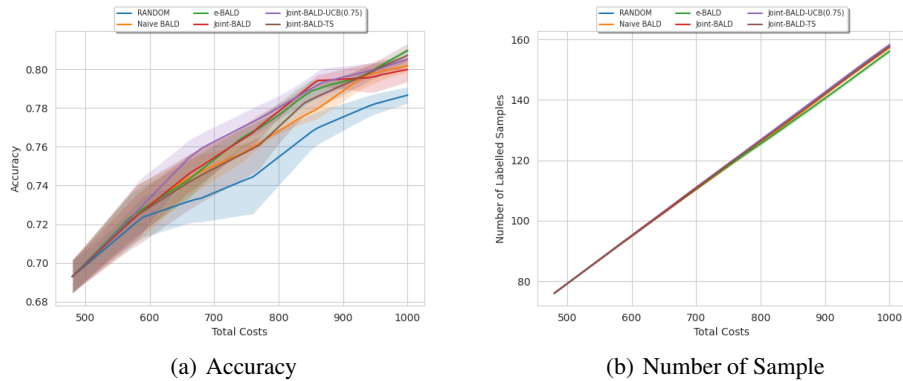 RANDOM
Naive BALD
e-BALD
Joint-BALD
Joint-BALD-UCB(0.75)
Joint-BALD-TS
0.80
0.78
0.76
0.74
0.72
0.70
0.68
Accuracy
500 600 700 800 900 1000
Total Costs
(a) Accuracy
RANDOM
Naive BALD
e-BALD
Joint-BALD
Joint-BALD-UCB(0.75)
Joint-BALD-TS
160
140
120
100
80
Number of Labelled Samples
500 600 700 800 900 1000
Total Costs
(b) Number of Sample